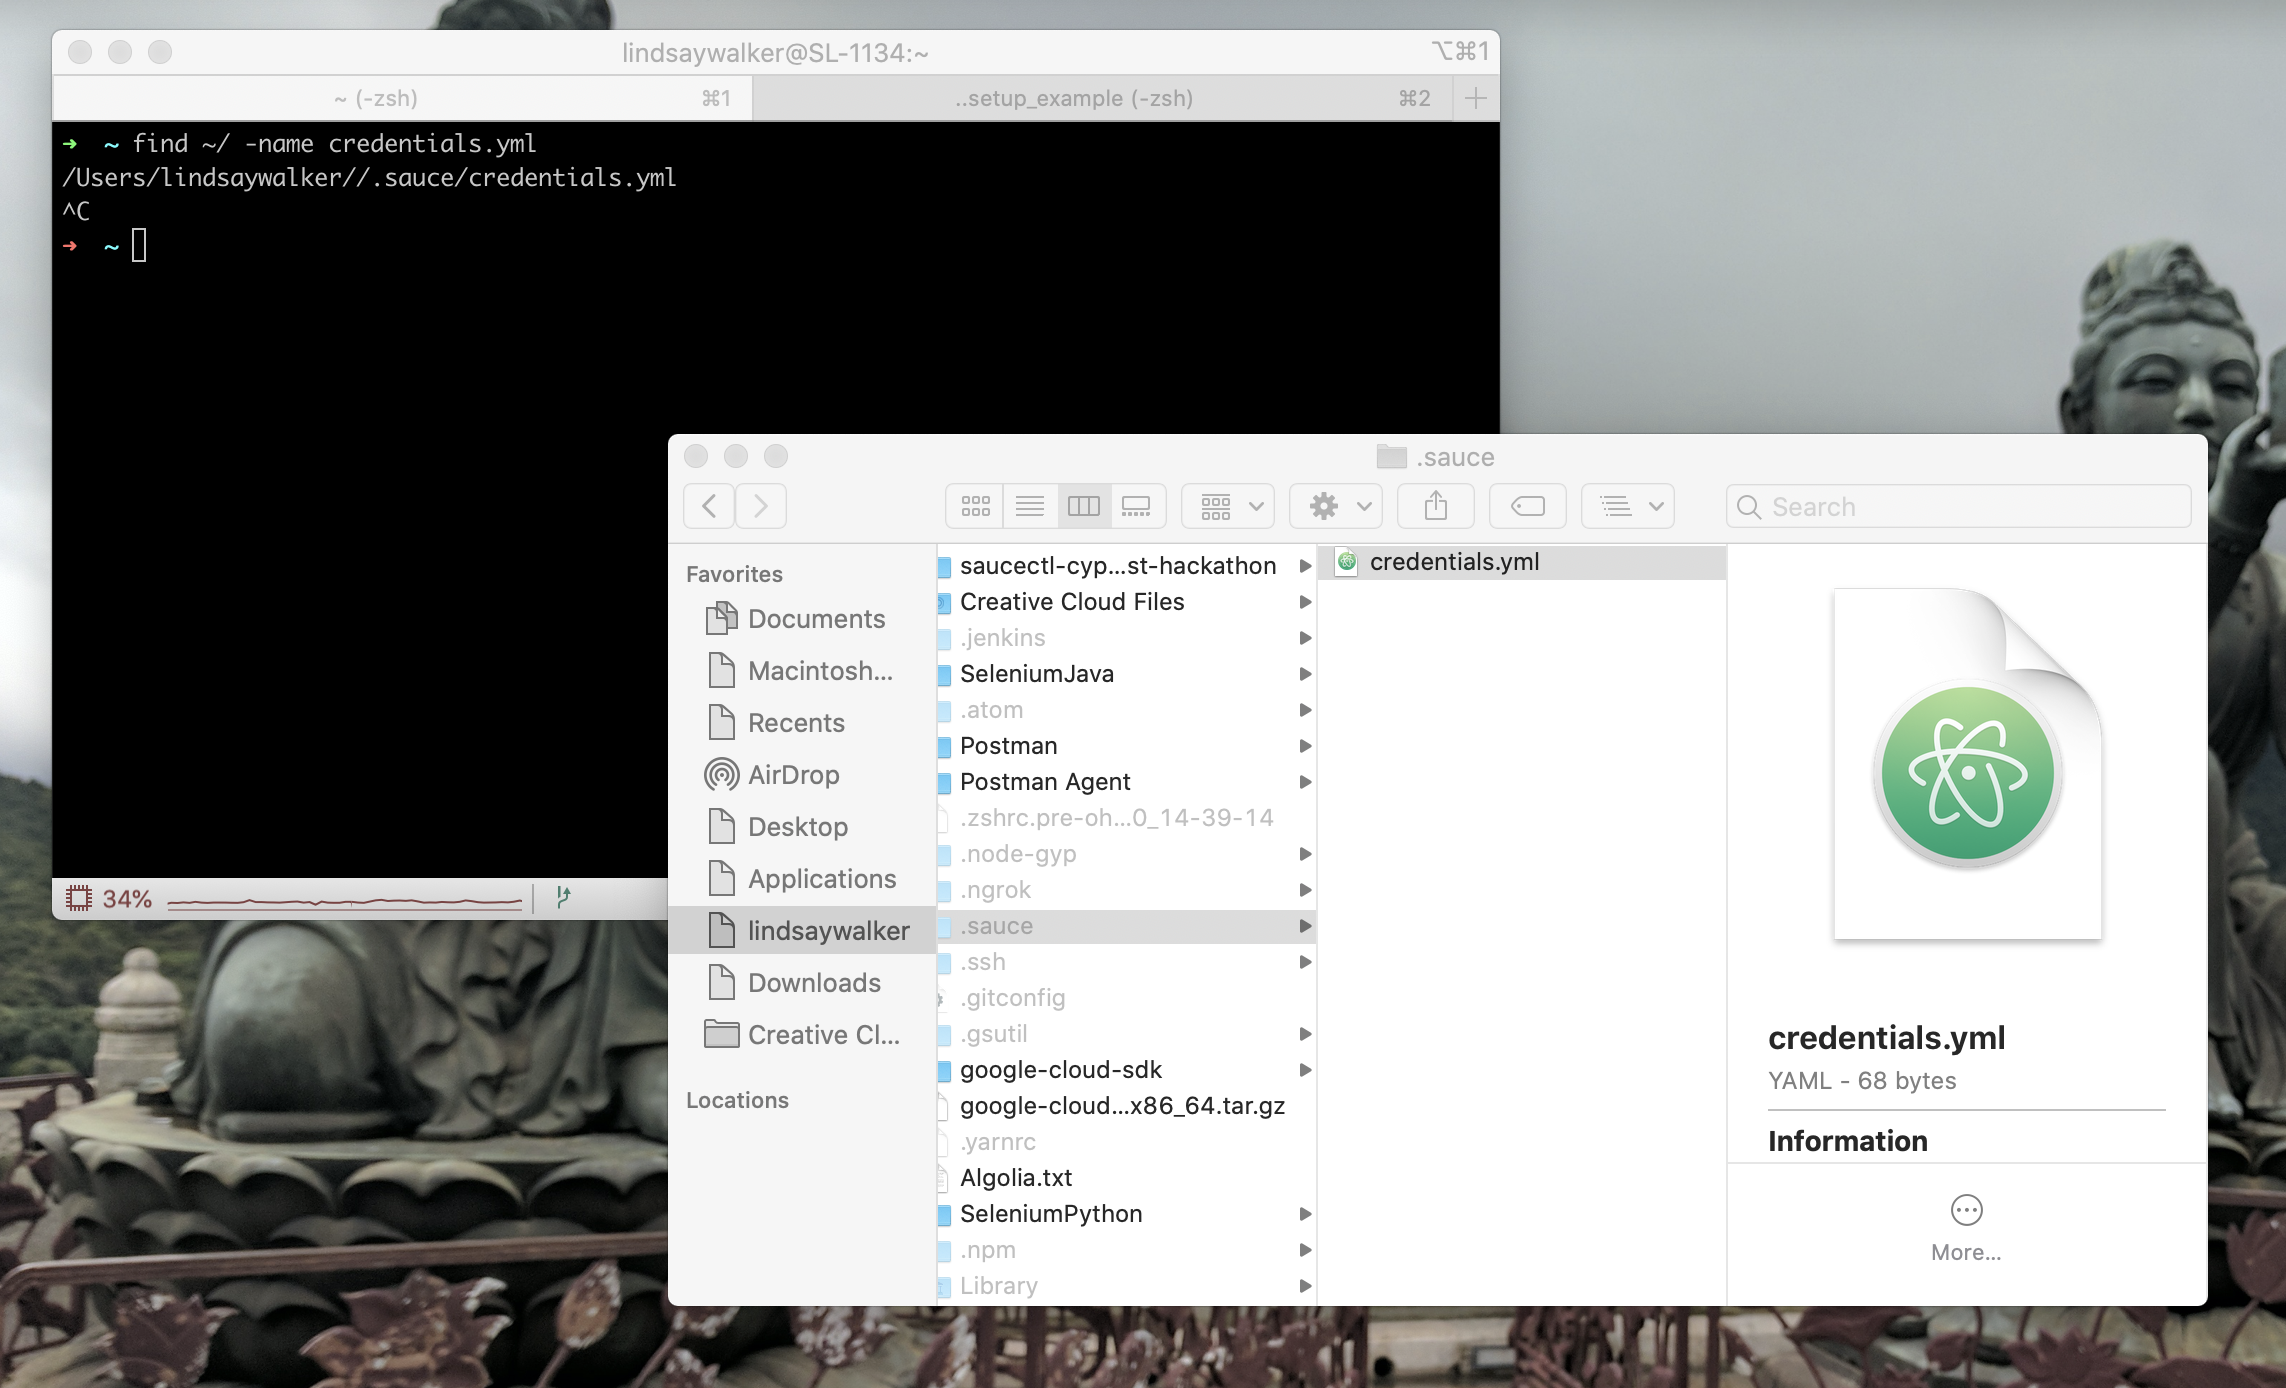 lindsaywalker@SL-1134:~
⌥⌘1
~ (-zsh)
⌘1
..setup_example (-zsh)
⌘2
➜ ~ find ~/ -name credentials.yml
/Users/lindsaywalker//.sauce/credentials.yml
^C
➜ ~
34%
.sauce
Search
Favorites
Documents
Macintosh...
Recents
AirDrop
Desktop
Applications
lindsaywalker
Downloads
Creative Cl...
Locations
saucectl-cyp...st-hackathon
Creative Cloud Files
.jenkins
SeleniumJava
.atom
Postman
Postman Agent
.zshrc.pre-oh...0_14-39-14
.node-gyp
.ngrok
.sauce
.ssh
.gitconfig
.gsutil
google-cloud-sdk
google-cloud...x86_64.tar.gz
.yarnrc
Algolia.txt
SeleniumPython
.npm
Library
credentials.yml
credentials.yml
YAML - 68 bytes
Information
More...